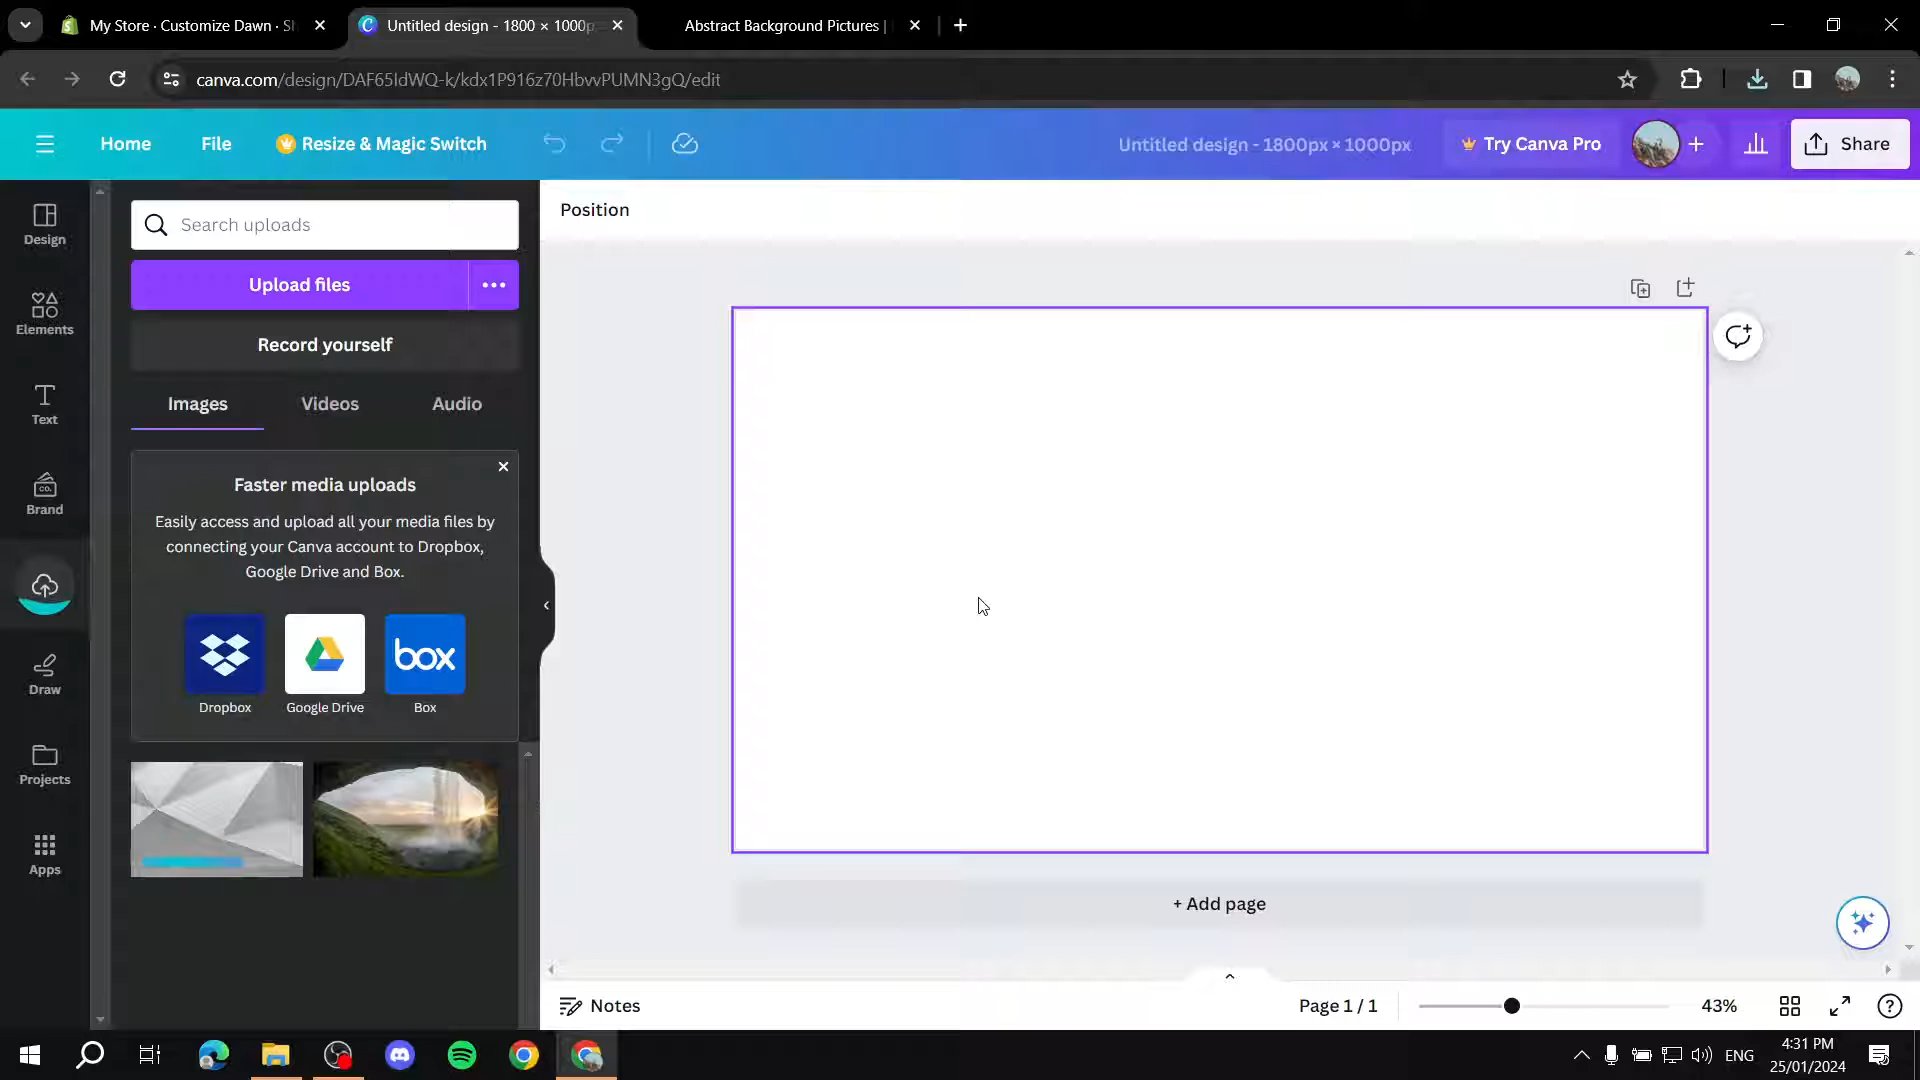 My Store · Customize Dawn · S
Untitled design - 1800 × 1000p
Abstract Background Pictures |
canva.com/design/DAF65IdWQ-k/kdx1P916z70HbvvPUMN3gQ/edit
Home
File
Resize & Magic Switch
Untitled design - 1800px × 1000px
Try Canva Pro
Share
Design
Elements
Text
Brand
Draw
Projects
Apps
Search uploads
Upload files
Record yourself
Images
Videos
Audio
Faster media uploads
Easily access and upload all your media files by
connecting your Canva account to Dropbox,
Google Drive and Box.
box
Dropbox
Google Drive
Box
Position
+ Add page
Notes
Page 1 / 1
43%
ENG
4:31 PM
25/01/2024